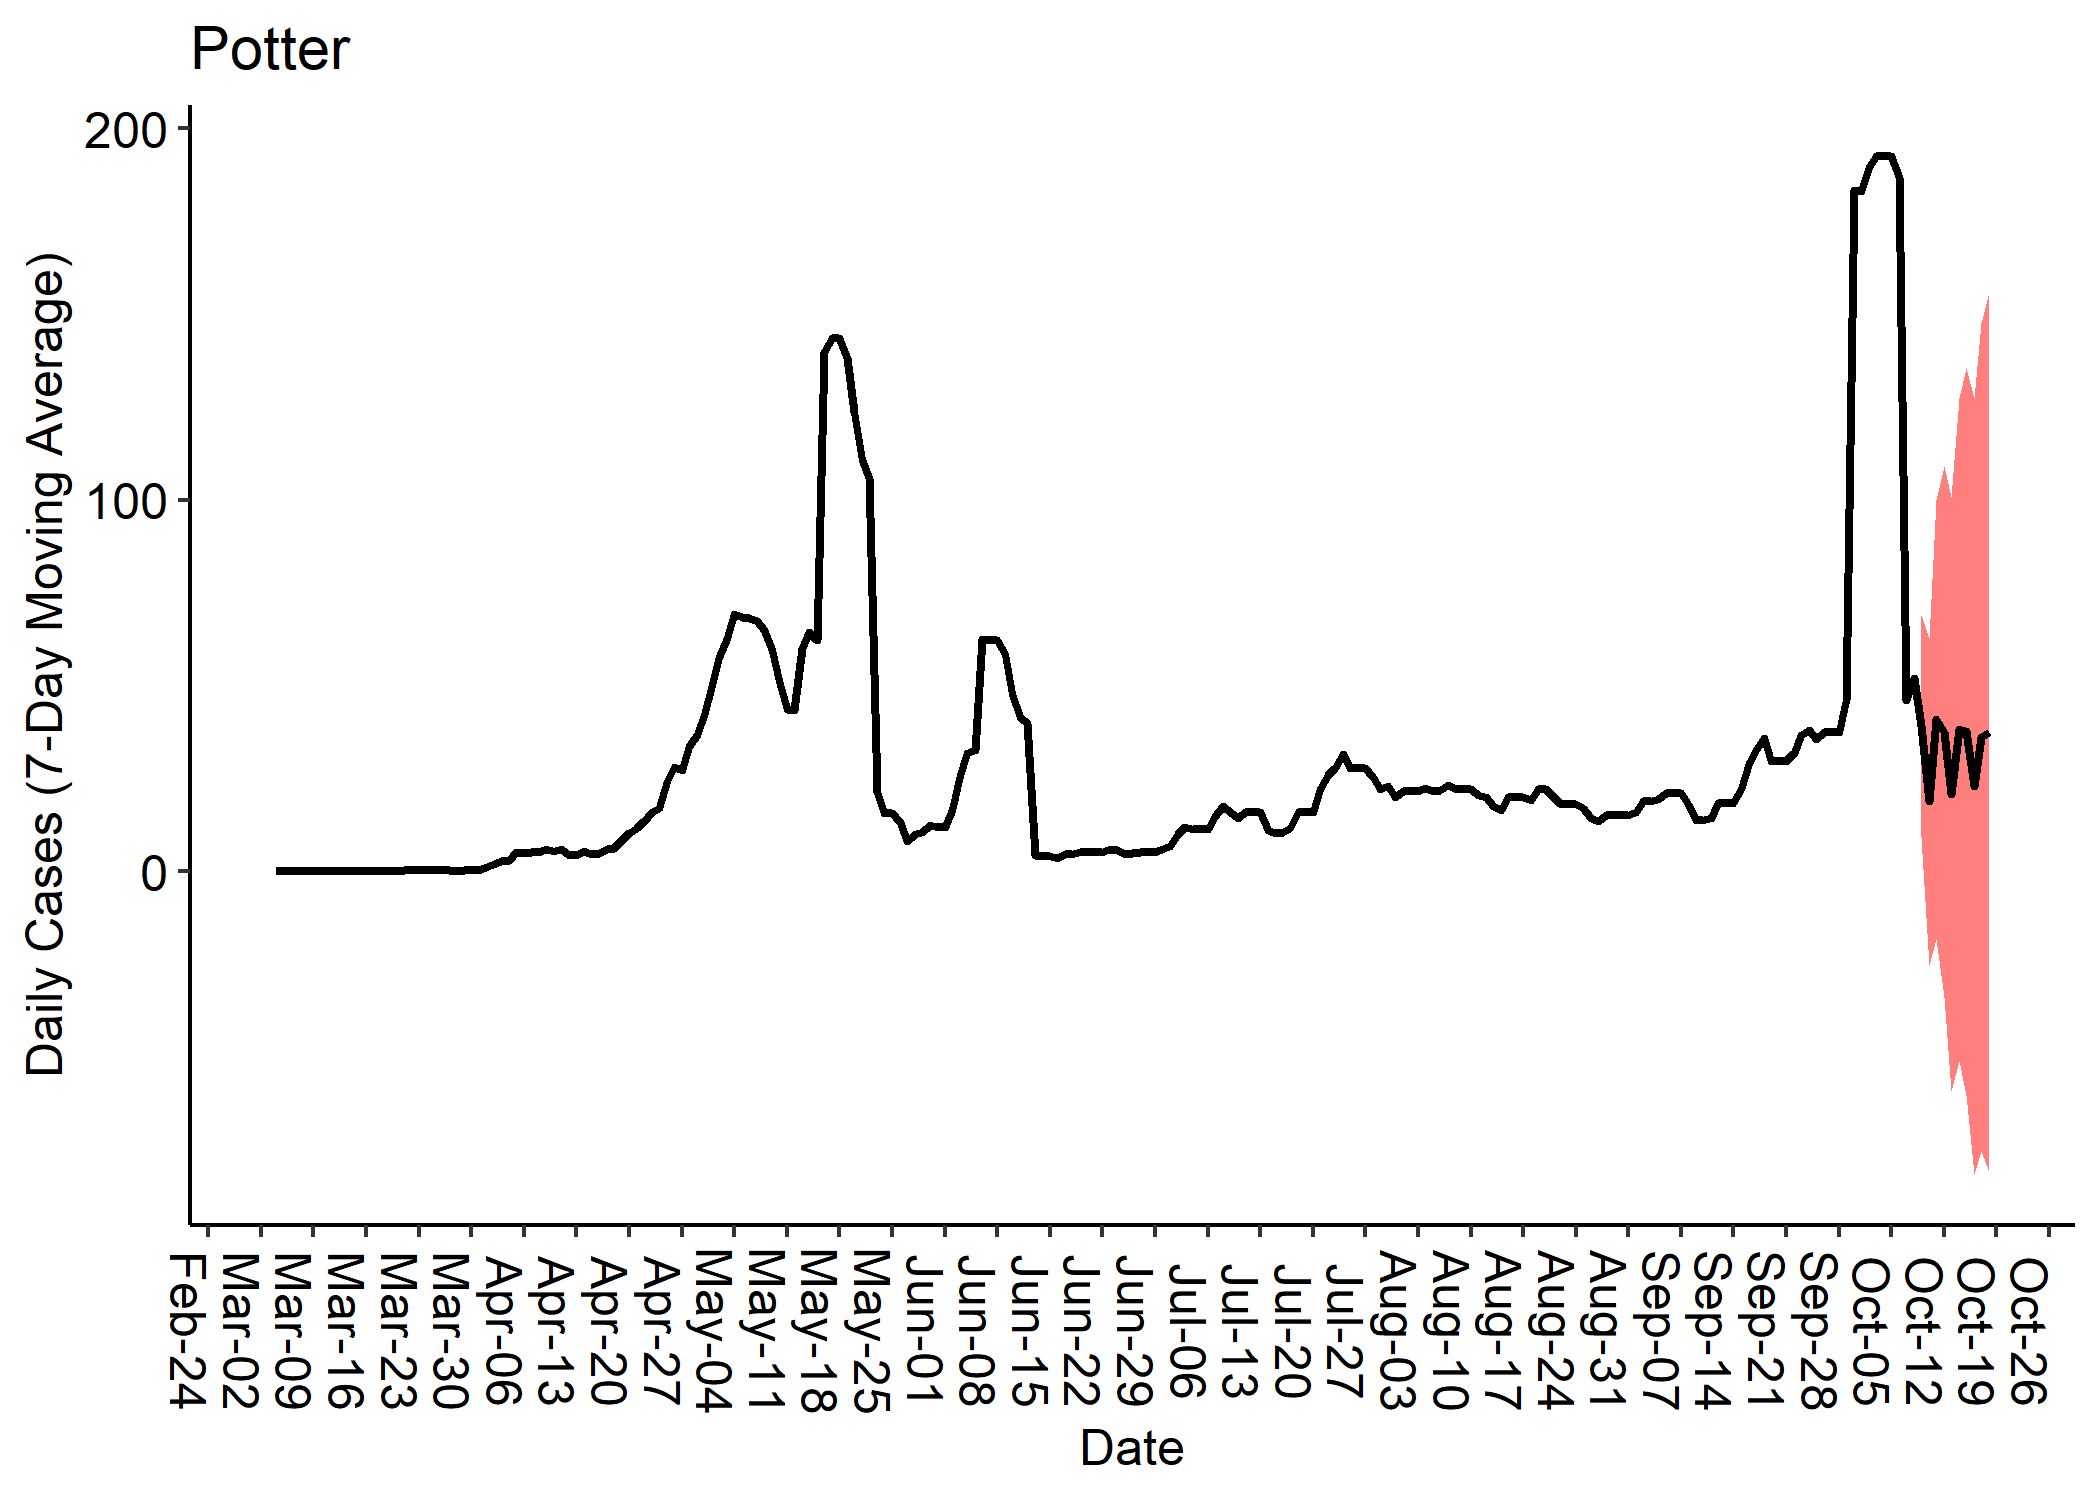 Potter
200
100
0
Daily Cases (7-Day Moving Average)
Feb-24
Mar-02
Mar-09
Mar-16
Mar-23
Mar-30
Apr-06
Apr-13
Apr-20
Apr-27
May-04
May-11
May-18
May-25
Jun-01
Jun-08
Jun-15
Jun-22
Jun-29
Jul-06
Jul-13
Jul-20
Jul-27
Aug-03
Aug-10
Aug-17
Aug-24
Aug-31
Sep-07
Sep-14
Sep-21
Sep-28
Oct-05
Oct-12
Oct-19
Oct-26
Date